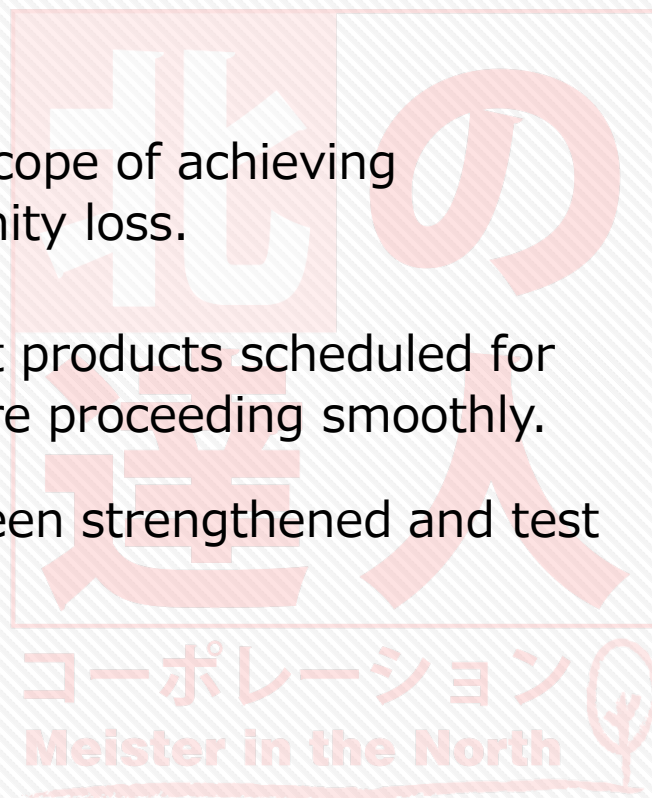 cope of achieving
nity loss.
t products scheduled for
re proceeding smoothly.
een strengthened and test
北の
達人
コーポレーション
Meister in the North